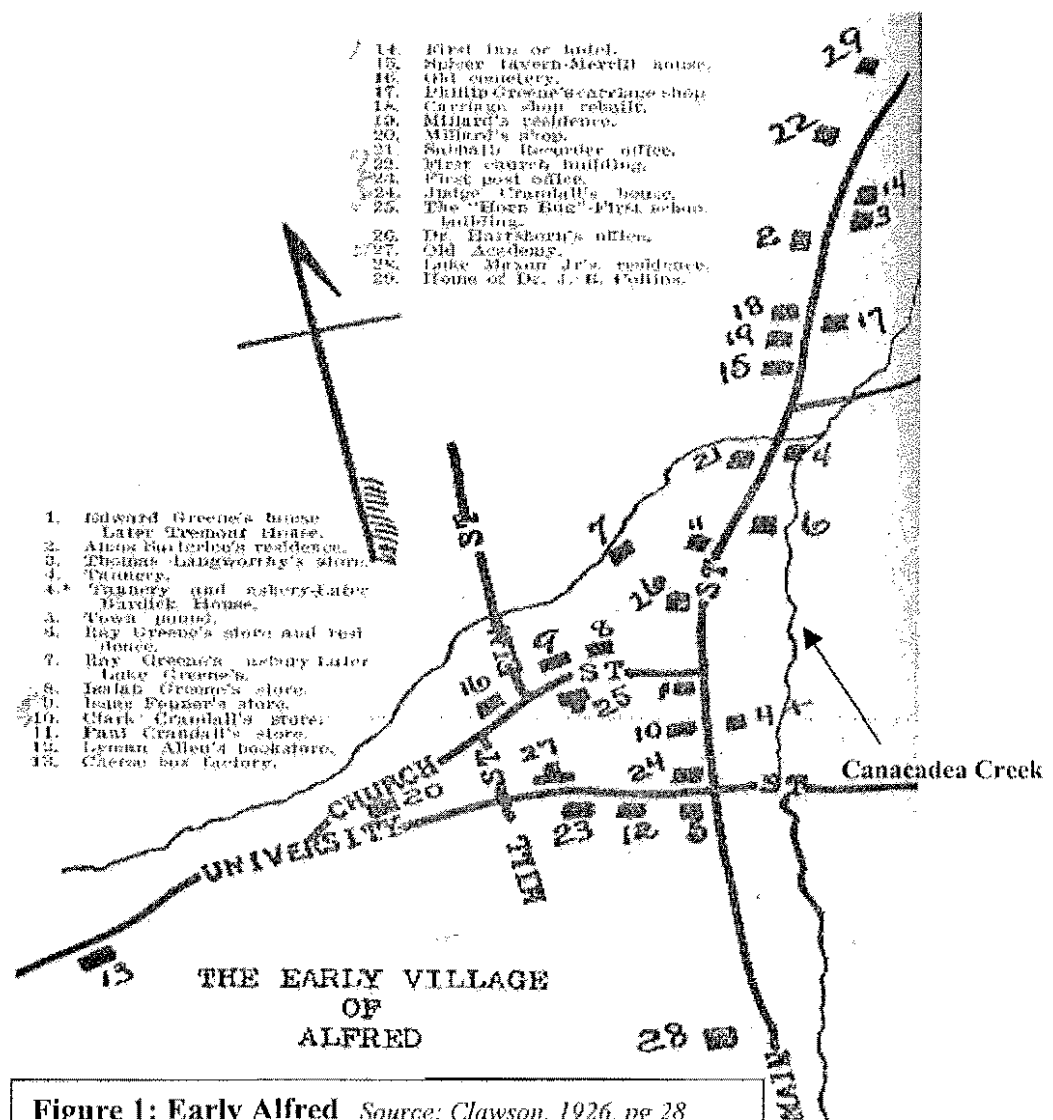 14. First inn or hotel.
15. Spicer tavern-Merrill house.
16. Old cemetery.
17. Phillip Greene's carriage shop
18. Carriage shop rebuilt.
19. Millard's residence.
20. Millard's shop.
21. Sabbath Recorder office.
22. First church building.
23. First post office.
24. Judge Crandall's house.
25. The "Horn Bug"-First school
building.
26. Dr. Hartshorn's office.
27. Old Academy.
28. Luke Maxson Jr's. residence.
29. Home of Dr. J. B. Collins.
1. Edward Greene's house
Later Tremont House.
2. Amos Burdick's residence.
3. Thomas Langworthy's store.
4. Tannery.
4.* Tannery and ashery-Later
Burdick House.
5. Town pound.
6. Ray Greene's store and resi
dence.
7. Ray Greene's ashery-Later
Luke Greene's.
8. Isaiah Greene's store.
9. Isaac Fenner's store.
10. Clark Crandall's store.
11. Paul Crandall's store.
12. Lyman Allen's bookstore.
13. Cheese box factory.
29
22
14
3
2
18
17
19
15
21
4
7
11
6
ST
ST
26
9
8
16
ST
25
1
10
4
27
24
ST
Canacadea Creek
CHURCH
20
UNIVERSITY
ST
23
12
5
MILL
13
THE EARLY VILLAGE
OF
ALFRED
28
MAIN
Figure 1: Early Alfred Source: Clawson, 1926, pg 28